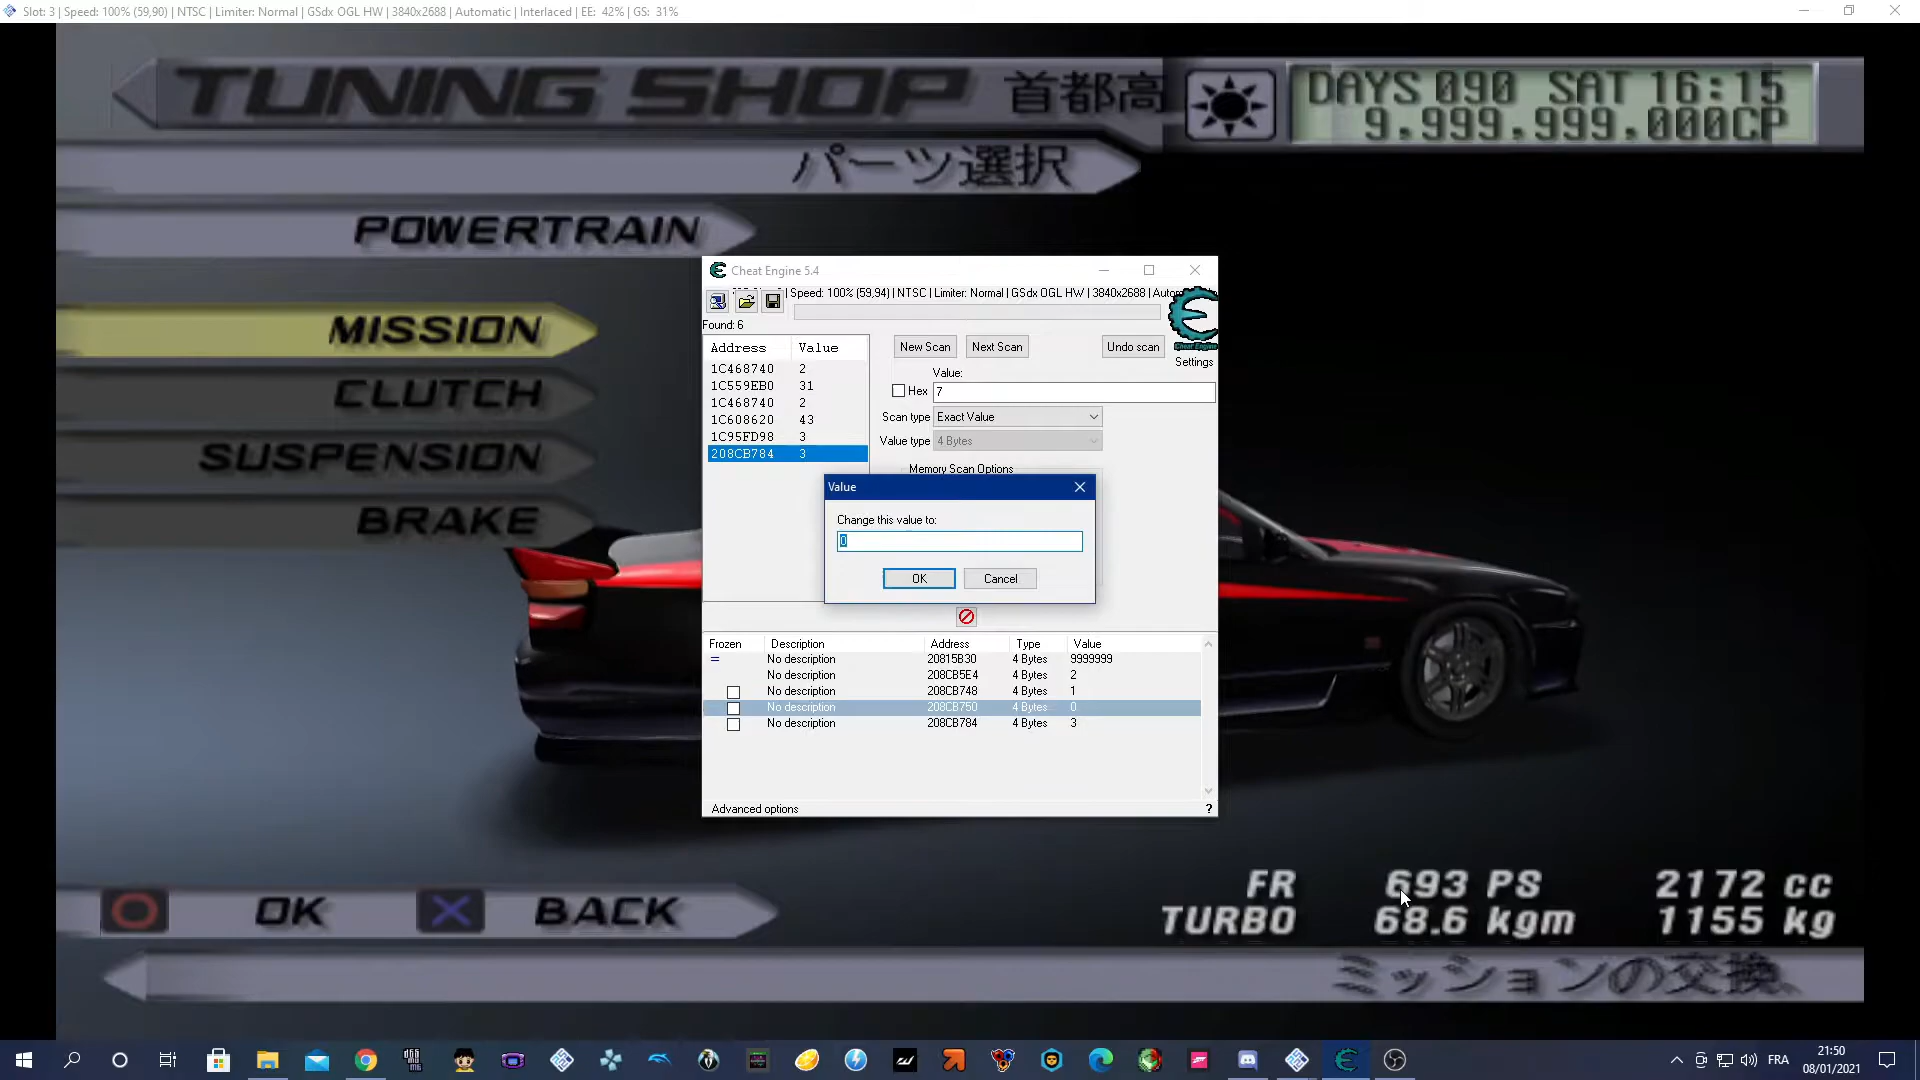 Slot: 3 | Speed: 100% (59,90) | NTSC | Limiter: Normal | GSdx OGL HW | 3840x2688 | Automatic | Interlaced | EE: 42% | GS: 31%
TUNING SHOP 首都高
DAYS 090 SAT 16:15
9.999.999.000CP
パーツ選択
POWERTRAIN
MISSION
CLUTCH
SUSPENSION
BRAKE
Cheat Engine 5.4
| Speed: 100% (59,94) | NTSC | Limiter: Normal | GSdx OGL HW | 3840x2688 |
Found: 6
Address Value
1C468740 2
1C559EB0 31
1C468740 2
1C608620 43
1C95FD98 3
208CB784 3
New Scan Next Scan Undo scan
Settings
Value:
Hex 7
Scan type Exact Value
Value type 4 Bytes
Memory Scan Options
Value
Change this value to:
0
OK Cancel
Frozen Description Address Type Value
= No description 20815B30 4 Bytes 9999999
No description 208CB5E4 4 Bytes 2
No description 208CB748 4 Bytes 1
No description 208CB750 4 Bytes 0
No description 208CB784 4 Bytes 3
Advanced options ?
OK BACK
FR 693 PS 2172 cc
TURBO 68.6 kgm 1155 kg
ミッションの交換、
FRA
21:50
08/01/2021